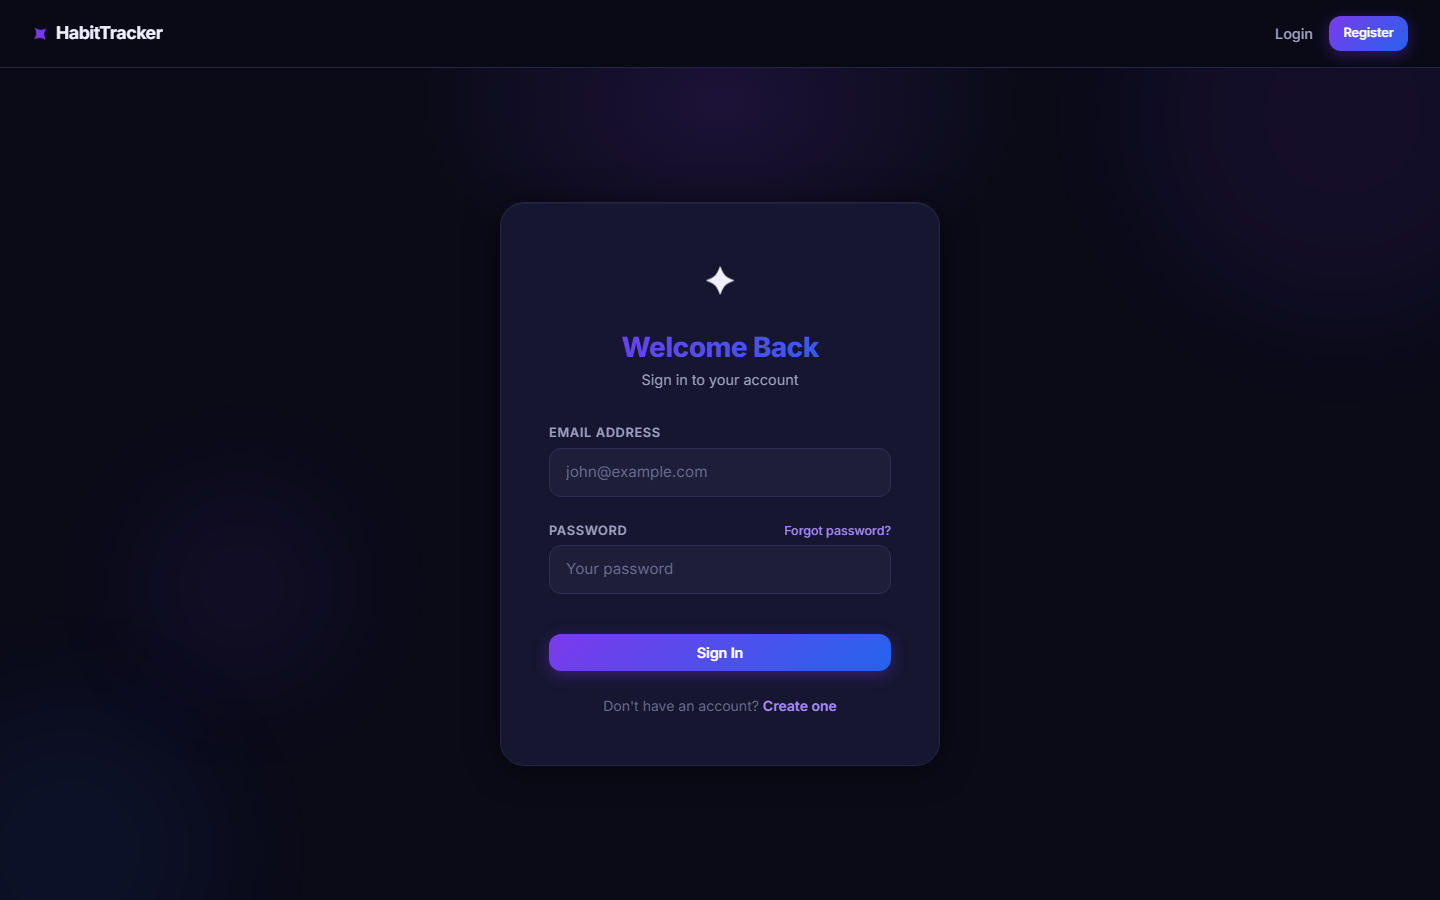 HabitTracker
Login
Register
Welcome Back
Sign in to your account
EMAIL ADDRESS
john@example.com
PASSWORD
Forgot password?
Your password
Sign In
Don't have an account? Create one